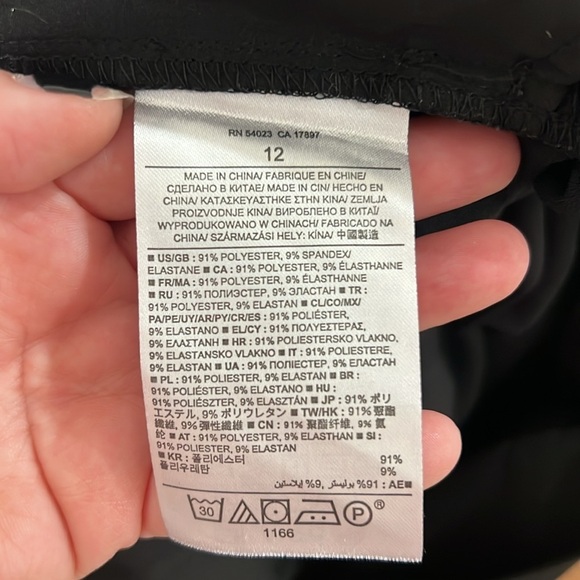 RN 54023 CA 17897
12
MADE IN CHINA/ FABRIQUE EN CHINE/
СДЕЛАНО В КИТАЕ/ MADE IN CIN/ HECHO EN
CHINA/ ΚΑΤΑΣΚΕΥΑΣΤΗΚΕ ΣΤΗΝ ΚΙΝΑ/ ZEMLJA
PROIZVODNJE KINA/ ВИРОБЛЕНО В КИТАЇ/
WYPRODUKOWANO W CHINACH/ FABRICADO NA
CHINA/ SZÁRMAZÁSI HELY: KÍNA/ 中國製造
■ US/GB : 91% POLYESTER, 9% SPANDEX/
ELASTANE ■ CA : 91% POLYESTER, 9% ÉLASTHANNE
■ FR/MA : 91% POLYESTER, 9% ÉLASTHANNE
■ RU : 91% ПОЛИЭСТЕР, 9% ЭЛАСТАН ■ TR :
91% POLYESTER, 9% ELASTAN ■ CL/CO/MX/
PA/PE/UY/AR/PY/CR/ES : 91% POLIÉSTER,
9% ELASTANO ■ EL/CY : 91% ΠΟΛΥΕΣΤΕΡΑΣ,
9% ΕΛΑΣΤΑΝΗ ■ HR : 91% POLIESTERSKO VLAKNO,
9% ELASTANSKO VLAKNO ■ IT : 91% POLIESTERE,
9% ELASTAN ■ UA : 91% ПОЛІЕСТЕР, 9% ЕЛАСТАН
■ PL : 91% POLIESTER, 9% ELASTAN ■ BR :
91% POLIÉSTER, 9% ELASTANO ■ HU :
91% POLIÉSZTER, 9% ELASZTÁN ■ JP : 91% ポリ
エステル, 9% ポリウレタン ■ TW/HK : 91% 聚酯
纖維, 9% 彈性纖維 ■ CN : 91% 聚酯纤维, 9% 氨
纶 ■ AT : 91% POLYESTER, 9% ELASTHAN ■ SI :
91% POLIESTER, 9% ELASTAN
■ KR : 폴리에스터 91%
폴리우레탄 9%
■ AE : 91% بوليستر, 9% إيلاستين
30 P ®
1166